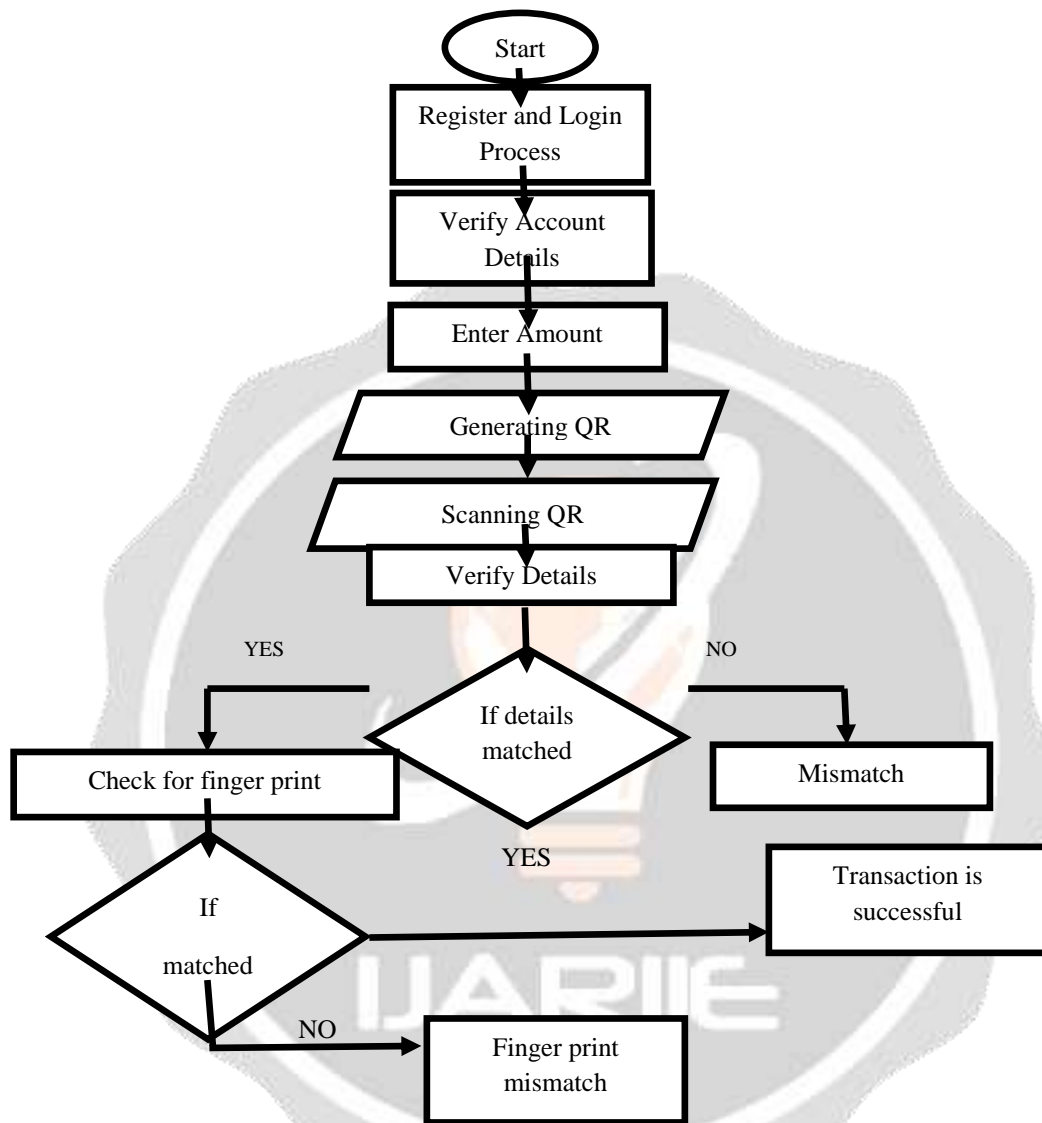 Start
Register and Login
Process
Verify Account
Details
Enter Amount
Generating QR
Scanning QR
Verify Details
YES
NO
If details
matched
Check for finger print
Mismatch
YES
Transaction is
successful
If
matched
IJARIIE
NO
Finger print
mismatch